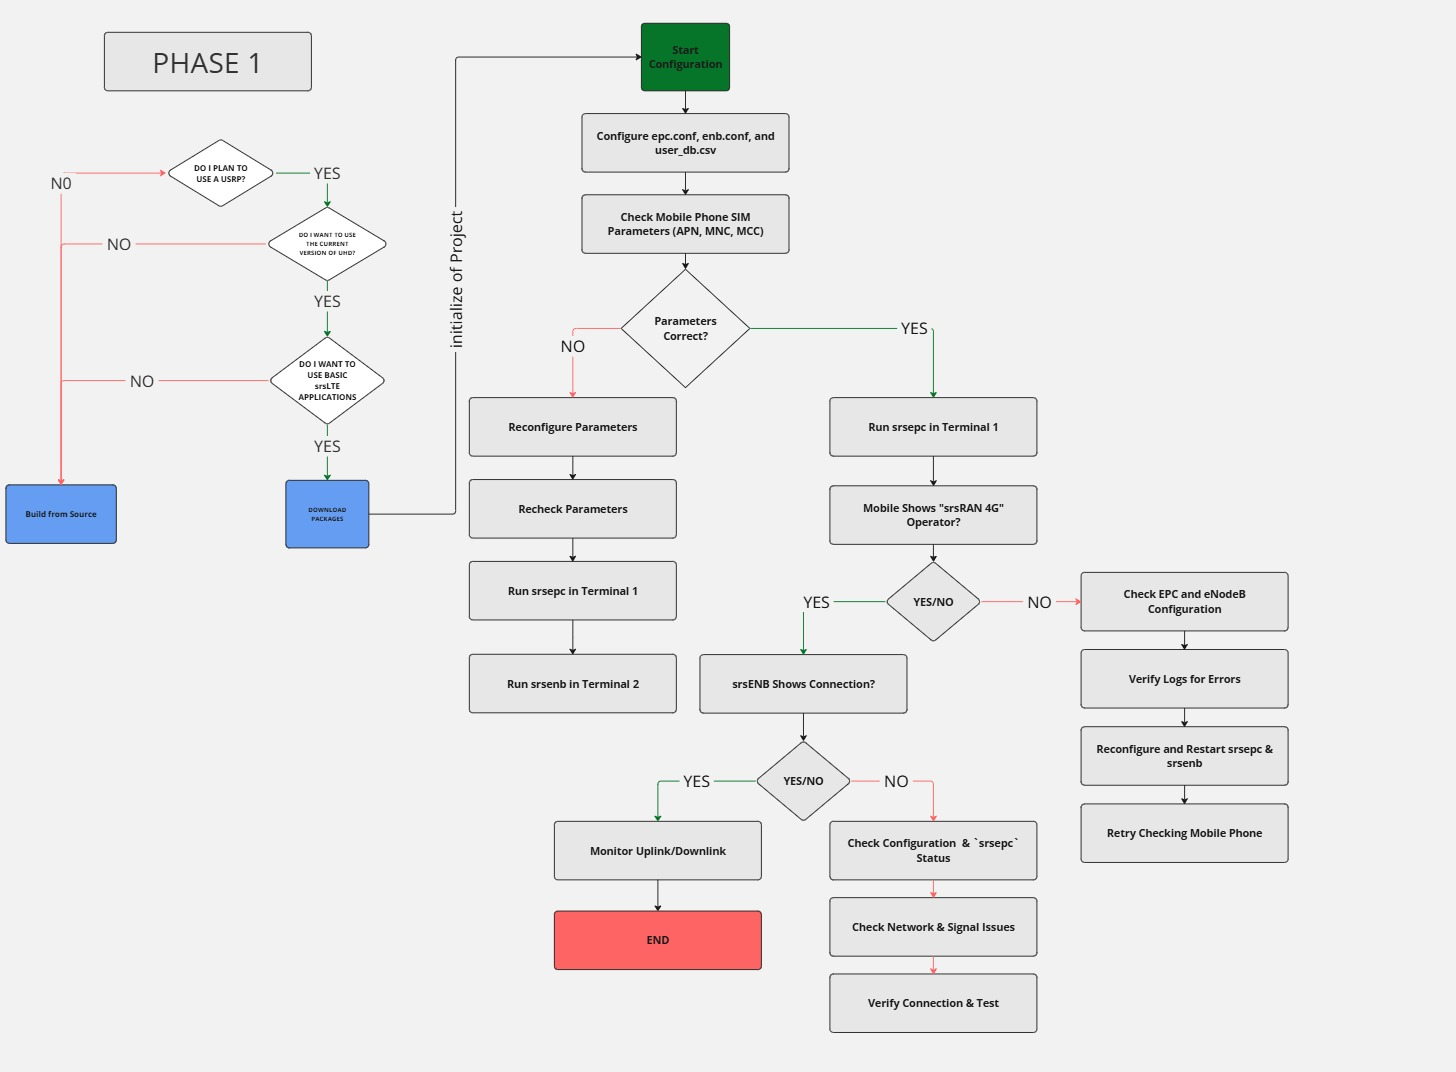 PHASE 1
DO I PLAN TO
USE A USRP?
YES
N0
DO I WANT TO USE
THE CURRENT
VERSION OF UHD?
NO
YES
DO I WANT TO
USE BASIC
srsLTE
APPLICATIONS
NO
YES
Build from Source
DOWNLOAD
PACKAGES
initialize of Project
Start
Configuration
Configure epc.conf, enb.conf, and
user_db.csv
Check Mobile Phone SIM
Parameters (APN, MNC, MCC)
Parameters
Correct?
NO
YES
Reconfigure Parameters
Recheck Parameters
Run srsepc in Terminal 1
Run srsenb in Terminal 2
Run srsepc in Terminal 1
Mobile Shows "srsRAN 4G"
Operator?
YES/NO
YES
NO
Check EPC and eNodeB
Configuration
Verify Logs for Errors
Reconfigure and Restart srsepc &
srsenb
Retry Checking Mobile Phone
srsENB Shows Connection?
YES/NO
YES
NO
Monitor Uplink/Downlink
END
Check Configuration  & `srsepc`
Status
Check Network & Signal Issues
Verify Connection & Test